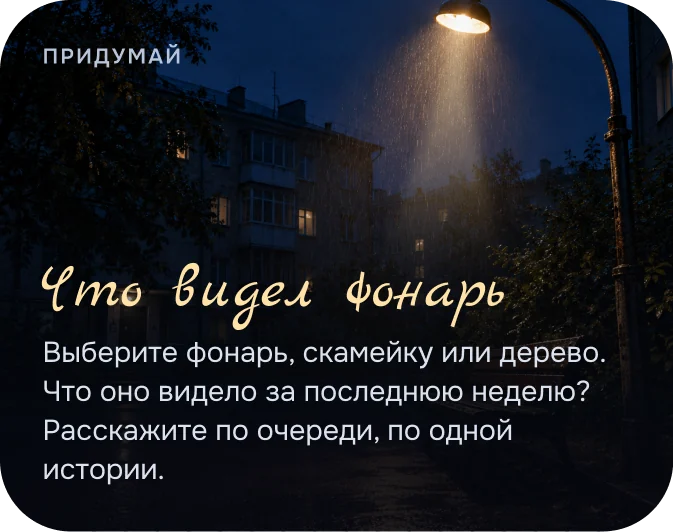 ПРИДУМАЙ
Что видел фонарь
Выберите фонарь, скамейку или дерево.
Что оно видело за последнюю неделю?
Расскажите по очереди, по одной
истории.